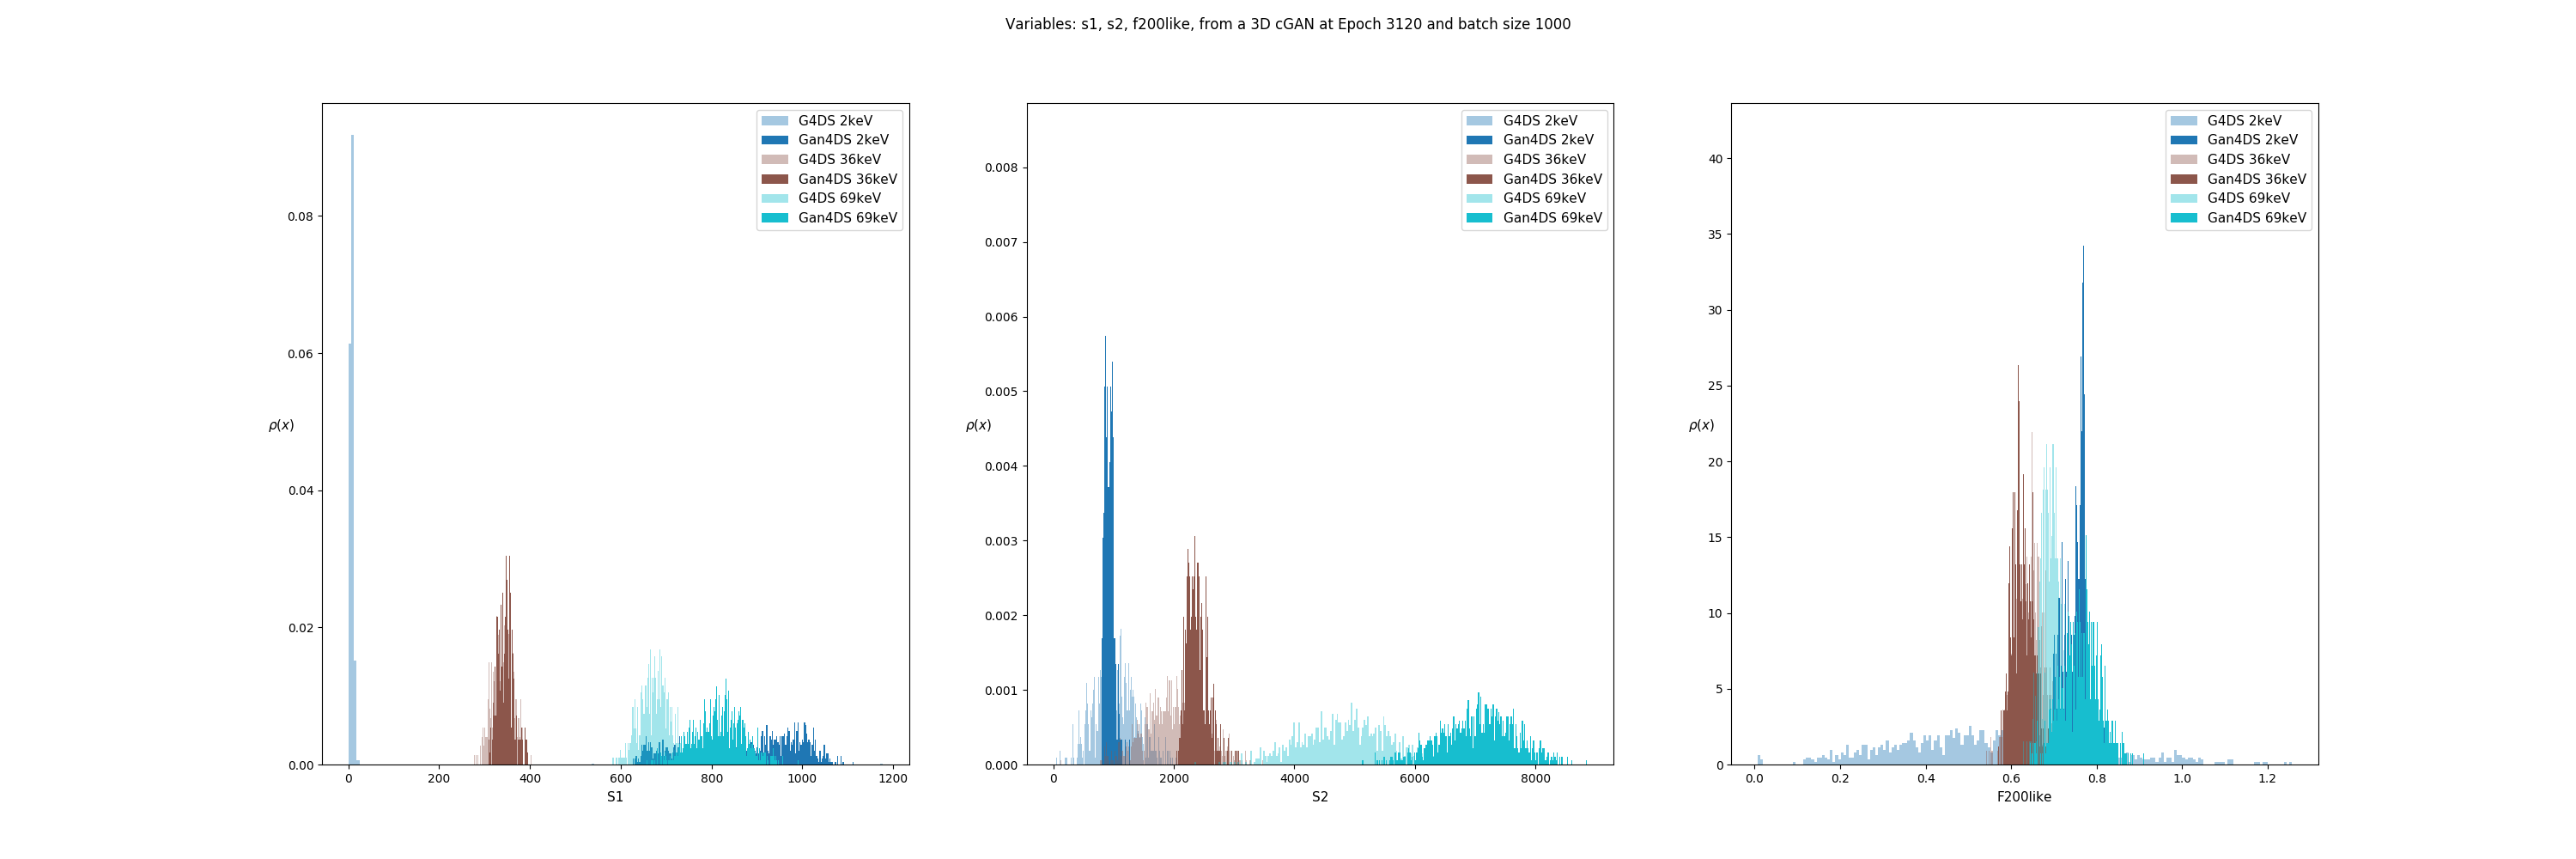 Variables: s1, s2, f200like, from a 3D cGAN at Epoch 3120 and batch size 1000
G4DS 2keV
Gan4DS 2keV
G4DS 36keV
Gan4DS 36keV
G4DS 69keV
Gan4DS 69keV
0.08
0.06
ρ(x)
0.04
0.02
0.00
0 200 400 600 800 1000 1200
S1
G4DS 2keV
Gan4DS 2keV
G4DS 36keV
Gan4DS 36keV
G4DS 69keV
Gan4DS 69keV
0.008
0.007
0.006
0.005
ρ(x)
0.004
0.003
0.002
0.001
0.000
0 2000 4000 6000 8000
S2
G4DS 2keV
Gan4DS 2keV
G4DS 36keV
Gan4DS 36keV
G4DS 69keV
Gan4DS 69keV
40
35
30
25
ρ(x)
20
15
10
5
0
0.0 0.2 0.4 0.6 0.8 1.0 1.2
F200like